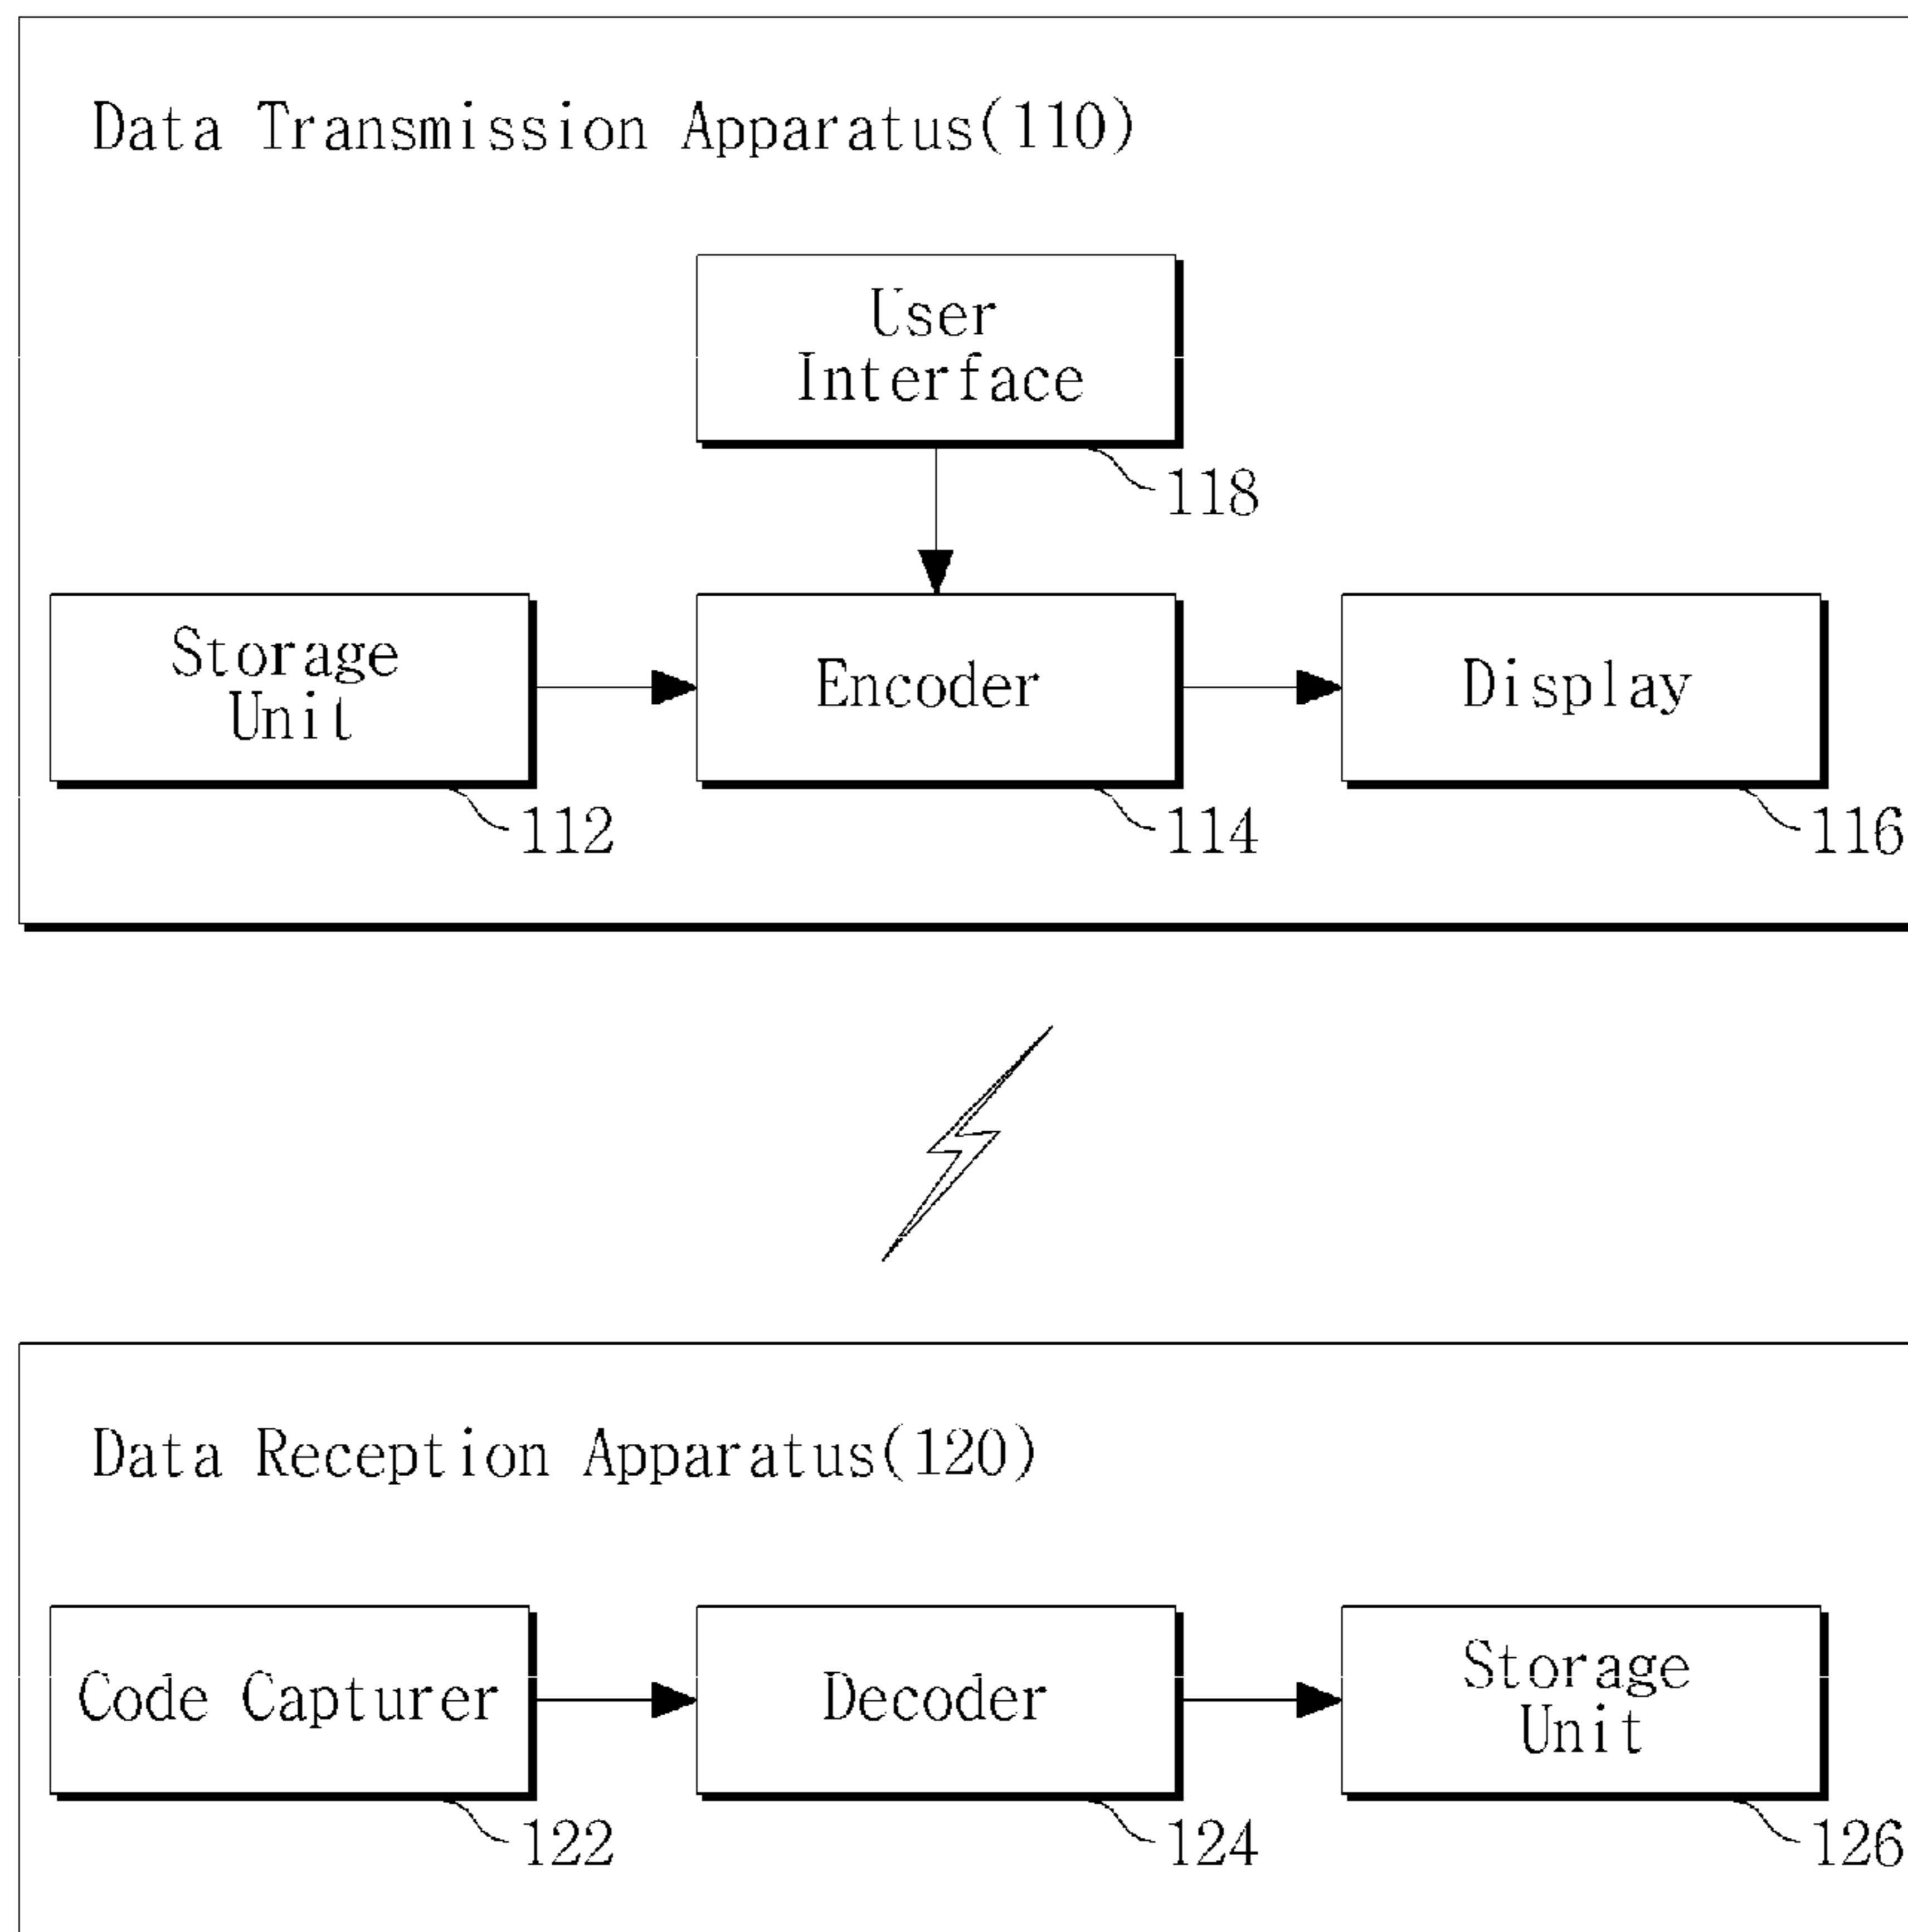 Data Transmission Apparatus(110)
User
Interface
118
Storage
Unit
Encoder
Display
112
114
116
Data Reception Apparatus(120)
Code Capturer
Decoder
Storage
Unit
122
124
126